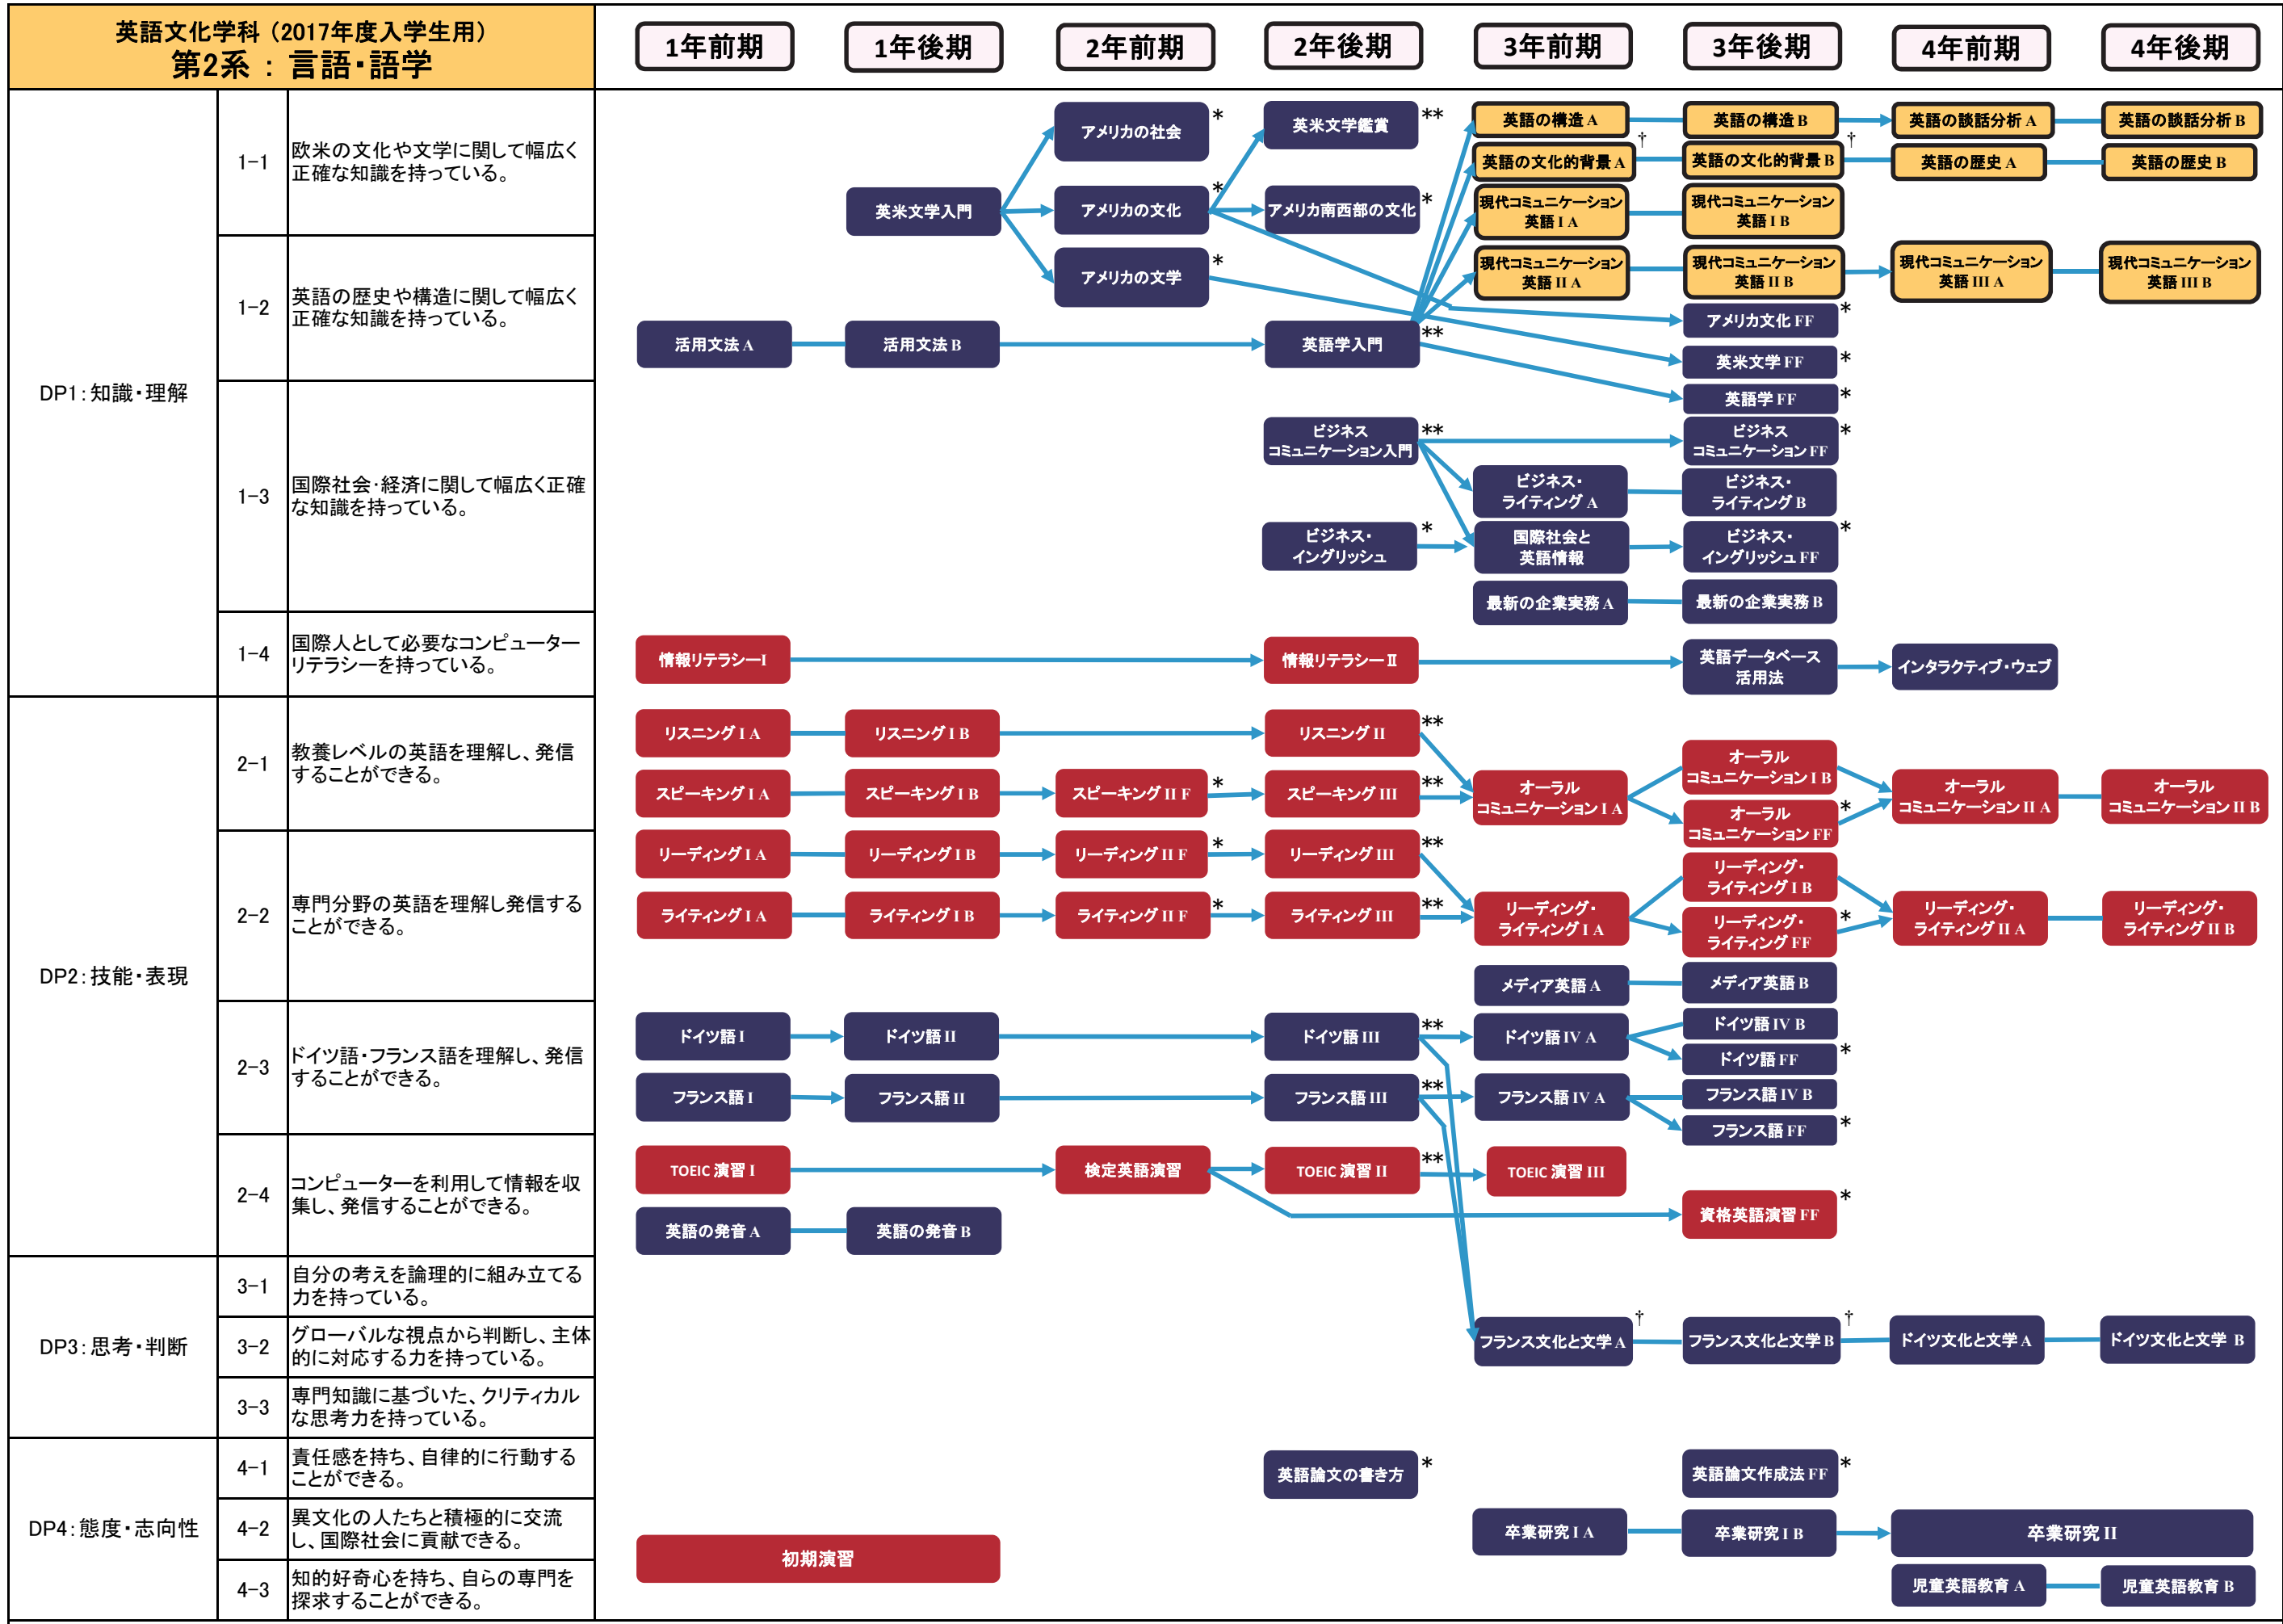 英語文化学科（2017年度入学生用）
第2系 : 言語・語学
1年前期
1年後期
2年前期
2年後期
3年前期
3年後期
4年前期
4年後期
DP1:知識・理解
1-1
欧米の文化や文学に関して幅広く
正確な知識を持っている。
1-2
英語の歴史や構造に関して幅広く
正確な知識を持っている。
1-3
国際社会・経済に関して幅広く正確
な知識を持っている。
1-4
国際人として必要なコンピューター
リテラシーを持っている。
アメリカの社会 *
英米文学鑑賞 **
英語の構造 A
英語の構造 B
英語の談話分析 A
英語の談話分析 B
英語の文化的背景 A †
英語の文化的背景 B †
英語の歴史 A
英語の歴史 B
英米文学入門
アメリカの文化 *
アメリカ南西部の文化 *
現代コミュニケーション
英語 I A
現代コミュニケーション
英語 I B
アメリカの文学 *
現代コミュニケーション
英語 II A
現代コミュニケーション
英語 II B
現代コミュニケーション
英語 III A
現代コミュニケーション
英語 III B
アメリカ文化 FF *
活用文法 A
活用文法 B
英語学入門 **
英米文学 FF *
英語学 FF *
ビジネス
コミュニケーション入門 **
ビジネス
コミュニケーション FF *
ビジネス・
ライティング A
ビジネス・
ライティング B
ビジネス・
イングリッシュ *
国際社会と
英語情報
ビジネス・
イングリッシュ FF *
最新の企業実務 A
最新の企業実務 B
情報リテラシーI
情報リテラシー II
英語データベース
活用法
インタラクティブ・ウェブ
DP2:技能・表現
2-1
教養レベルの英語を理解し、発信
することができる。
2-2
専門分野の英語を理解し発信する
ことができる。
2-3
ドイツ語・フランス語を理解し、発信
することができる。
2-4
コンピューターを利用して情報を収
集し、発信することができる。
リスニング I A
リスニング I B
リスニング II **
スピーキング I A
スピーキング I B
スピーキング II F *
スピーキング III **
オーラル
コミュニケーション I A
オーラル
コミュニケーション I B
オーラル
コミュニケーション FF *
オーラル
コミュニケーション II A
オーラル
コミュニケーション II B
リーディング I A
リーディング I B
リーディング II F *
リーディング III **
ライティング I A
ライティング I B
ライティング II F *
ライティング III **
リーディング・
ライティング I A
リーディング・
ライティング I B
リーディング・
ライティング FF *
リーディング・
ライティング II A
リーディング・
ライティング II B
メディア英語 A
メディア英語 B
ドイツ語 I
ドイツ語 II
ドイツ語 III **
ドイツ語 IV A
ドイツ語 IV B
ドイツ語 FF *
フランス語 I
フランス語 II
フランス語 III **
フランス語 IV A
フランス語 IV B
フランス語 FF *
TOEIC 演習 I
検定英語演習
TOEIC 演習 II **
TOEIC 演習 III
資格英語演習 FF *
英語の発音 A
英語の発音 B
DP3:思考・判断
3-1
自分の考えを論理的に組み立てる
力を持っている。
3-2
グローバルな視点から判断し、主体
的に対応する力を持っている。
3-3
専門知識に基づいた、クリティカル
な思考力を持っている。
フランス文化と文学 A †
フランス文化と文学 B †
ドイツ文化と文学 A
ドイツ文化と文学 B
DP4:態度・志向性
4-1
責任感を持ち、自律的に行動する
ことができる。
4-2
異文化の人たちと積極的に交流
し、国際社会に貢献できる。
4-3
知的好奇心を持ち、自らの専門を
探求することができる。
英語論文の書き方 *
英語論文作成法 FF *
卒業研究 I A
卒業研究 I B
卒業研究 II
初期演習
児童英語教育 A
児童英語教育 B